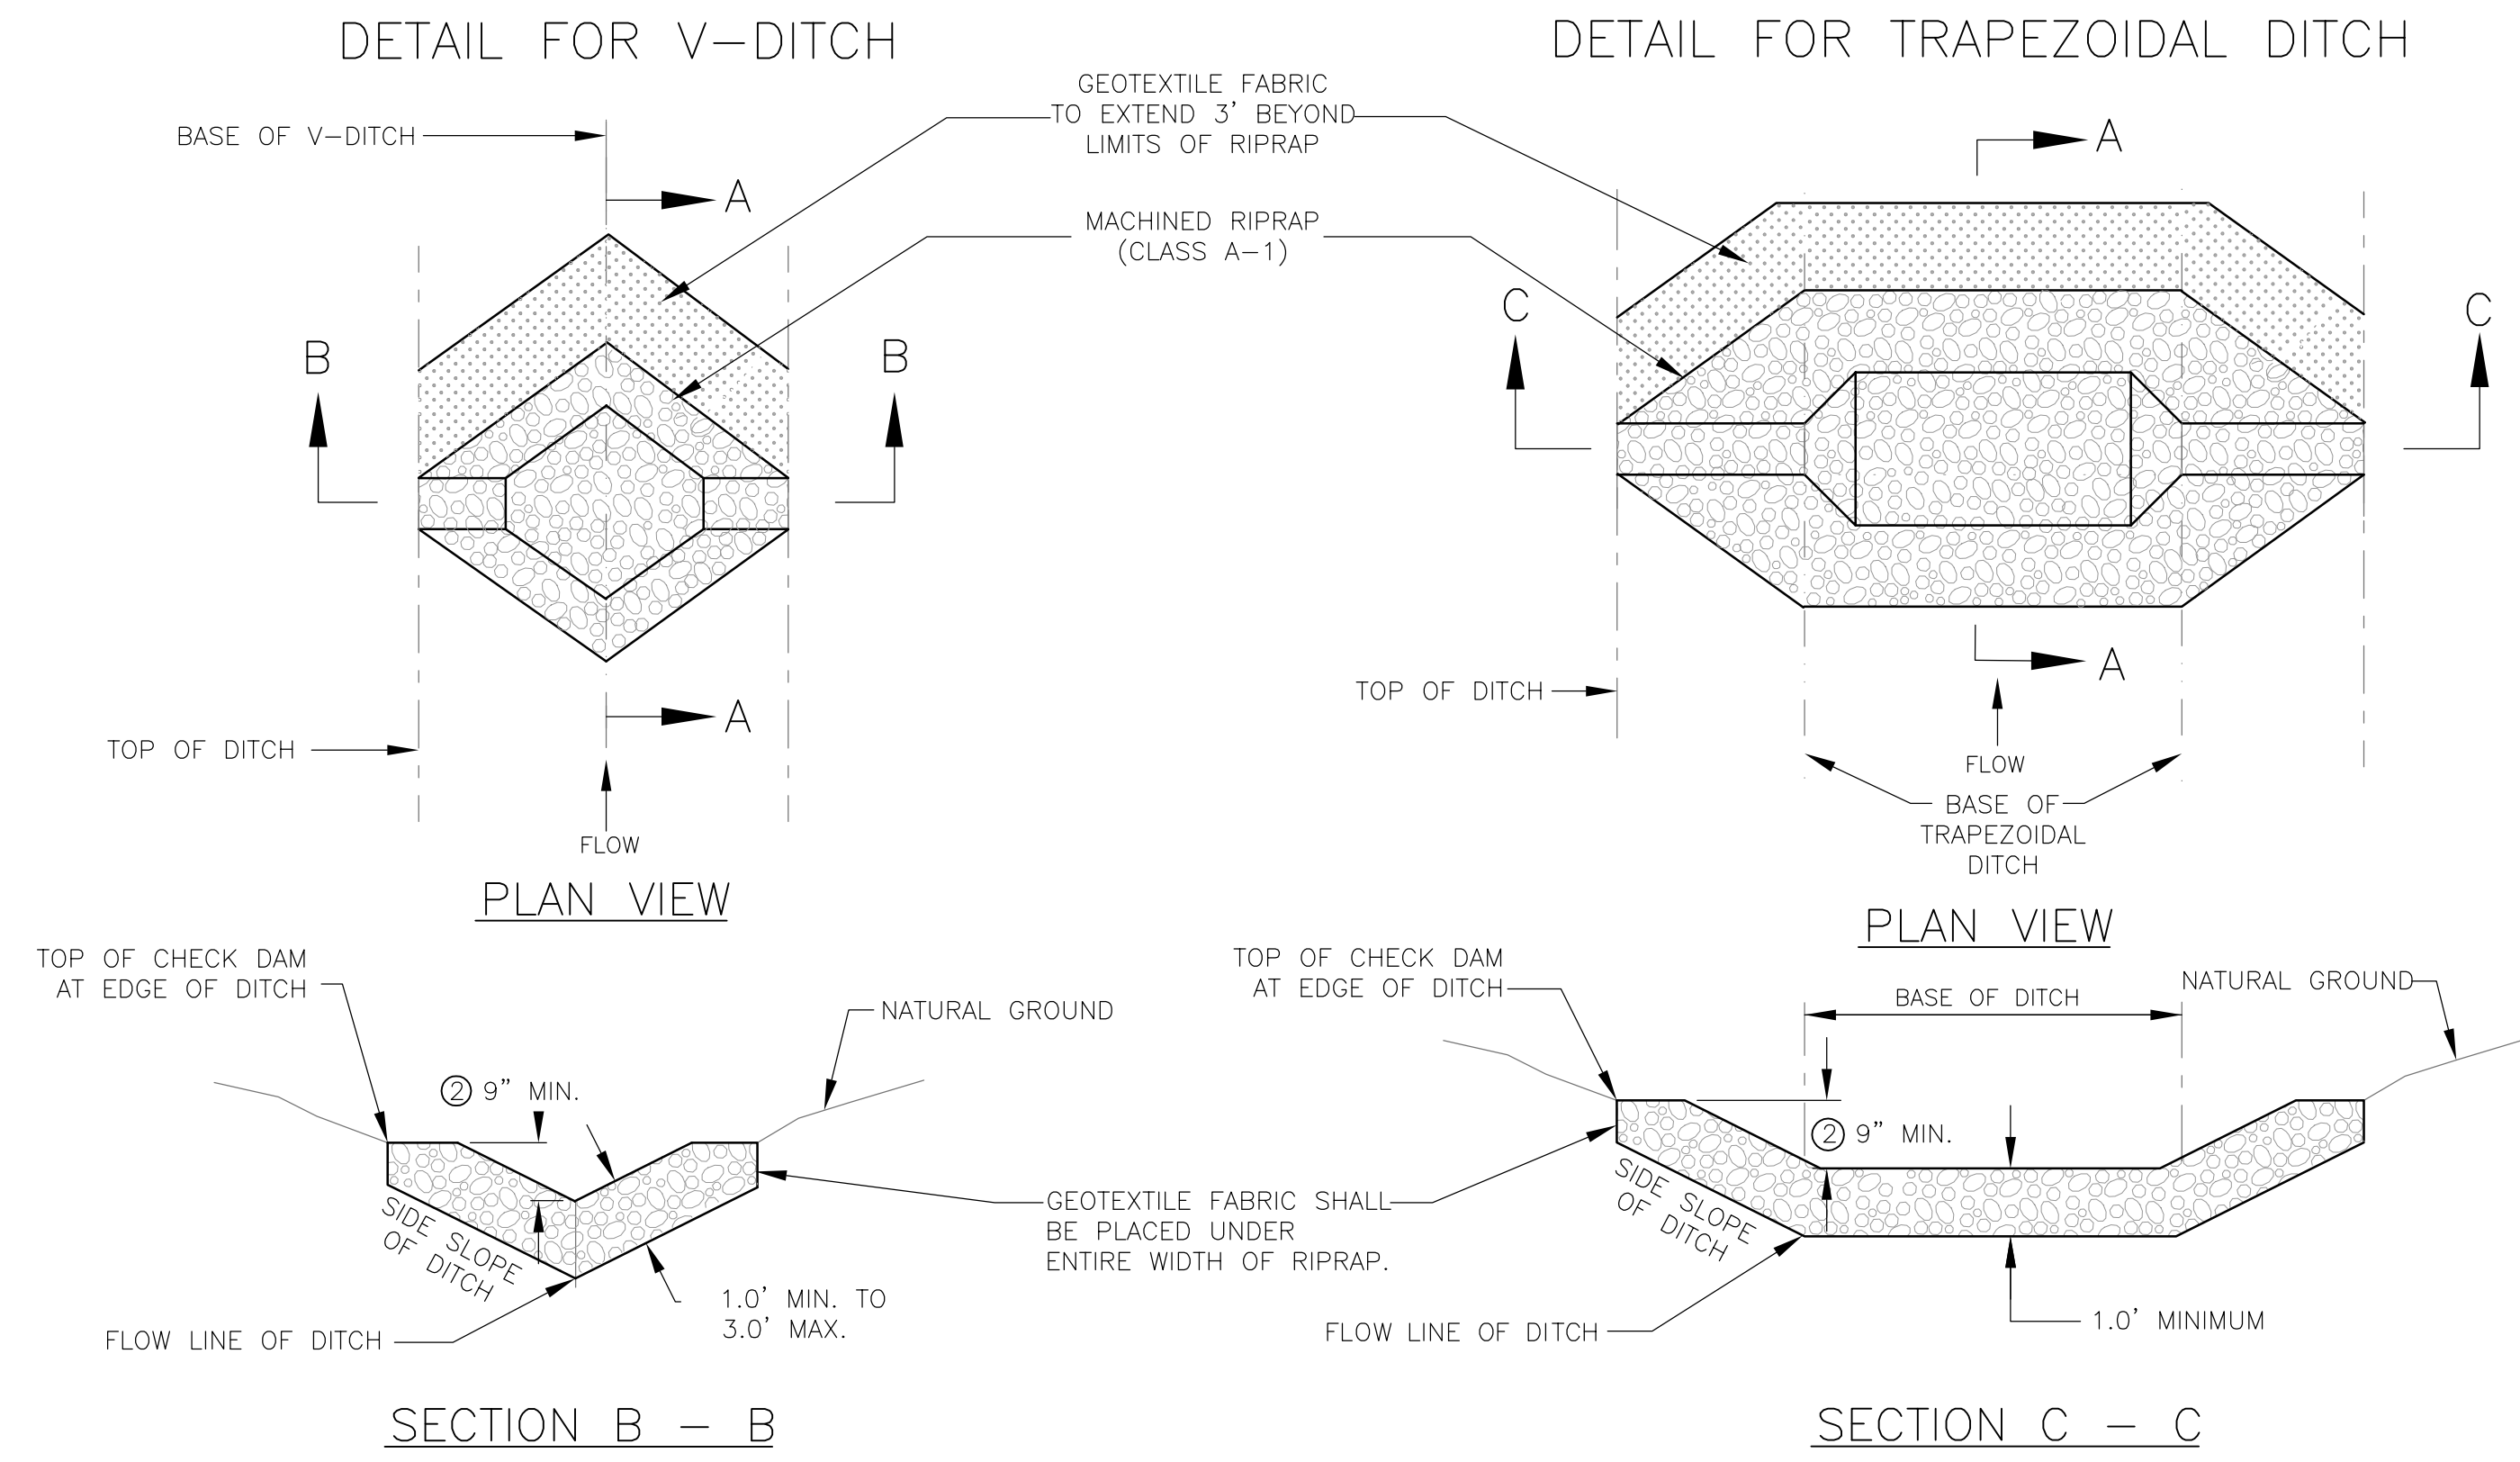 DETAIL FOR V-DITCH
DETAIL FOR TRAPEZOIDAL DITCH
GEOTEXTILE FABRIC
TO EXTEND 3' BEYOND
LIMITS OF RIPRAP
BASE OF V-DITCH
A
A
MACHINED RIPRAP
(CLASS A-1)
B
B
C
C
A
A
TOP OF DITCH
TOP OF DITCH
FLOW
FLOW
BASE OF
TRAPEZOIDAL
DITCH
PLAN VIEW
PLAN VIEW
TOP OF CHECK DAM
AT EDGE OF DITCH
NATURAL GROUND
2 9" MIN.
SIDE SLOPE
OF DITCH
FLOW LINE OF DITCH
1.0' MIN. TO
3.0' MAX.
GEOTEXTILE FABRIC SHALL
BE PLACED UNDER
ENTIRE WIDTH OF RIPRAP.
TOP OF CHECK DAM
AT EDGE OF DITCH
BASE OF DITCH
NATURAL GROUND
2 9" MIN.
SIDE SLOPE
OF DITCH
FLOW LINE OF DITCH
1.0' MINIMUM
SECTION B - B
SECTION C - C